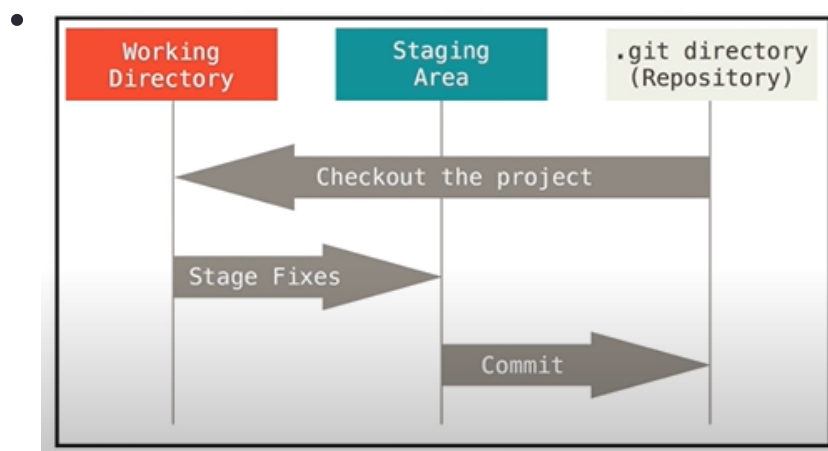 Working
Directory
Staging
Area
.git directory
(Repository)
Checkout the project
Stage Fixes
Commit